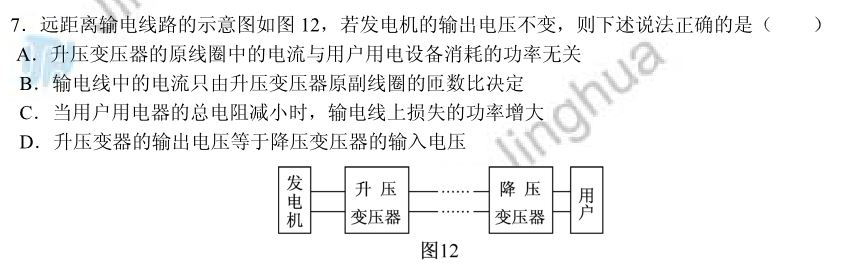 7．远距离输电线路的示意图如图 12，若发电机的输出电压不变，则下述说法正确的是（　　）
A．升压变压器的原线圈中的电流与用户用电设备消耗的功率无关
B．输电线中的电流只由升压变压器原副线圈的匝数比决定
C．当用户用电器的总电阻减小时，输电线上损失的功率增大
D．升压变器的输出电压等于降压变压器的输入电压
发电机
升压变压器
……
……
降压变压器
用户
图12
jinghua
jinghua